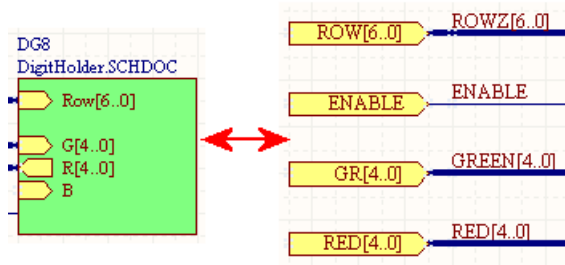 DG8
DigitHolder.SCHDOC
Row[6..0]
G[4..0]
R[4..0]
B
ROW[6..0]
ROWZ[6..0]
ENABLE
ENABLE
GR[4..0]
GREEN[4..0]
RED[4..0]
RED[4..0]